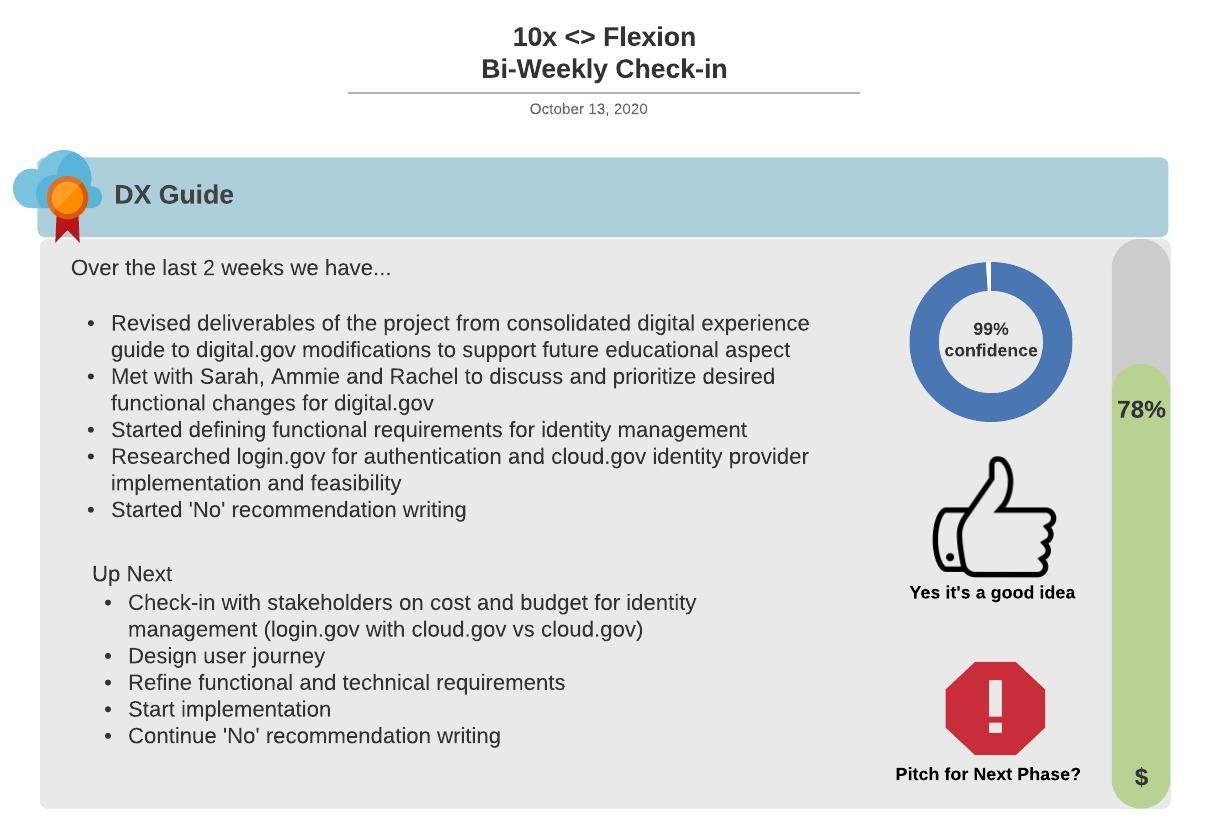 10x <> Flexion
Bi-Weekly Check-in
October 13, 2020
DX Guide
Over the last 2 weeks we have...
• Revised deliverables of the project from consolidated digital experience
guide to digital.gov modifications to support future educational aspect
• Met with Sarah, Ammie and Rachel to discuss and prioritize desired
functional changes for digital.gov
• Started defining functional requirements for identity management
• Researched login.gov for authentication and cloud.gov identity provider
implementation and feasibility
• Started 'No' recommendation writing
Up Next
• Check-in with stakeholders on cost and budget for identity
management (login.gov with cloud.gov vs cloud.gov)
• Design user journey
• Refine functional and technical requirements
• Start implementation
• Continue 'No' recommendation writing
99%
confidence
Yes it's a good idea
!
Pitch for Next Phase?
78%
$